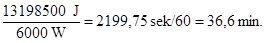 13198500 J / 6000 W = 2199,75 sek/60 = 36,6 min.